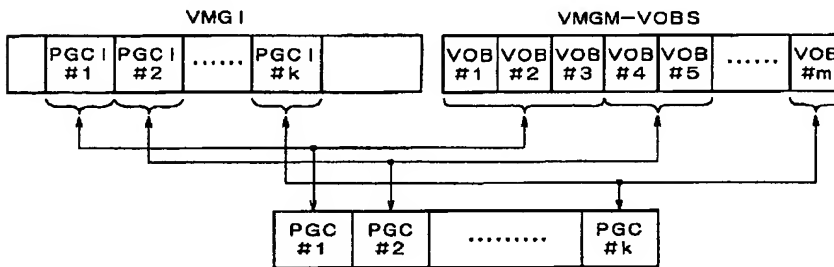 VMGI
VMGM-VOBS
PGCI PGCI ...... PGCI
#1 #2 #k
VOB VOB VOB VOB VOB ...... VOB
#1 #2 #3 #4 #5 #m
PGC PGC ......... PGC
#1 #2 #k